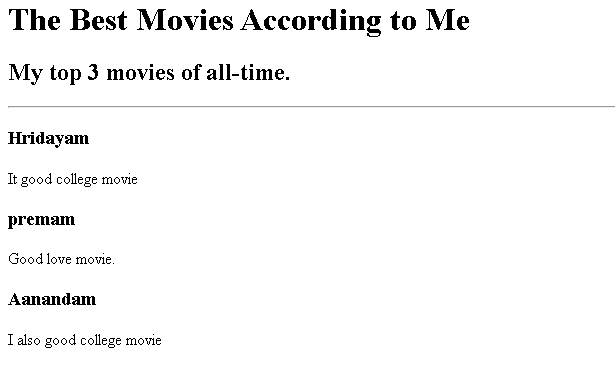 The Best Movies According to Me
My top 3 movies of all-time.
Hridayam
It good college movie
premam
Good love movie.
Aanandam
I also good college movie